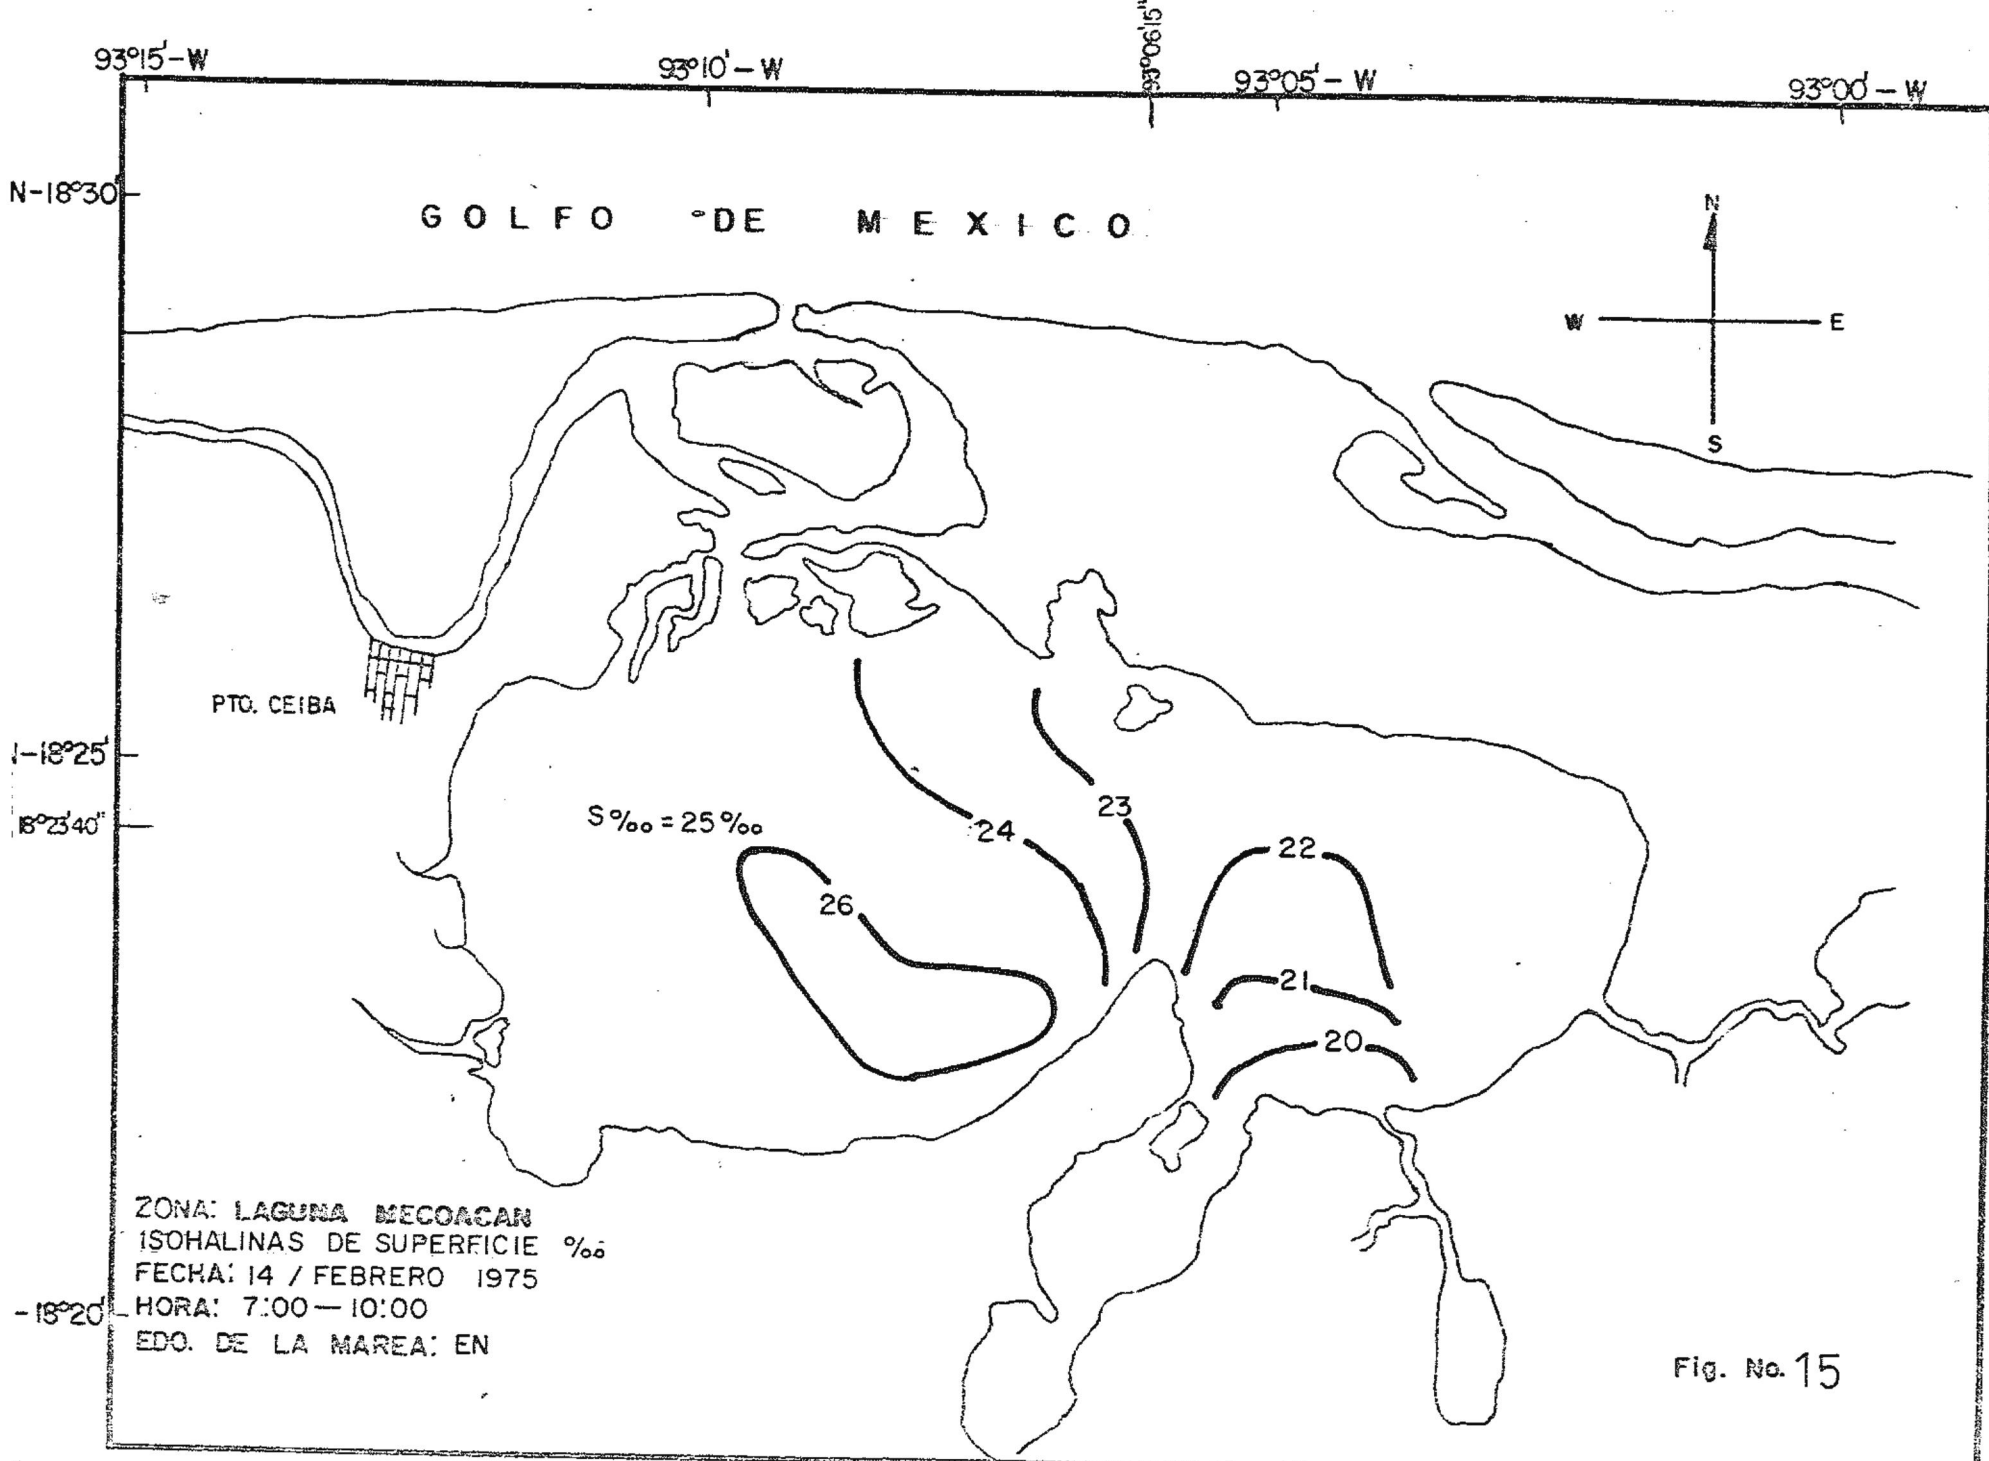 93°06'15"
93°15'-W
93°10'-W
93°05'-W
93°00'-W
N-18°30'
GOLFO DE MEXICO
N
W
E
S
PTO. CEIBA
-18°25'
18°23'40"
S‰=25‰
23
24
22
26
21
20
ZONA: LAGUNA MECOACAN
ISOHALINAS DE SUPERFICIE ‰
FECHA: 14 / FEBRERO 1975
HORA: 7:00—10:00
-18°20'
EDO. DE LA MAREA: EN
Fig. No. 15